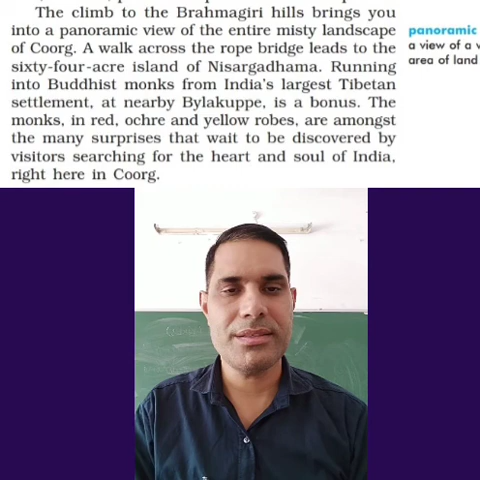 The climb to the Brahmagiri hills brings you
into a panoramic view of the entire misty landscape
of Coorg. A walk across the rope bridge leads to the
sixty-four-acre island of Nisargadhama. Running
into Buddhist monks from India's largest Tibetan
settlement, at nearby Bylakuppe, is a bonus. The
monks, in red, ochre and yellow robes, are amongst
the many surprises that wait to be discovered by
visitors searching for the heart and soul of India,
right here in Coorg.
panoramic
a view of a
area of land